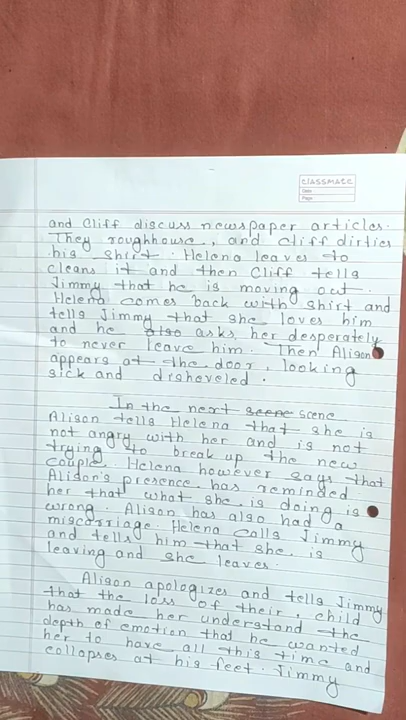 CLASSMATE
Date :
Page :
and Cliff discuss newspaper articles.
They roughhouse, and cliff dirties
his shirt. Helena leaves to
cleans it and then Cliff tells
Jimmy that he is moving out.
Helena comes back with shirt and
tells Jimmy that she loves him
and he also asks her desperately
to never leave him. Then Alison
appears at the door, looking
sick and disheveled.
In the next scene scene
Alison tells Helena that she is
not angry with her and is not
trying to break up the new
couple. Helena however says that
Alison's presence has reminded
her that what she is doing is
wrong. Alison has also had a
miscarriage. Helena calls Jimmy
and tells him that she is
leaving and she leaves.
Alison apologizes and tells Jimmy
that the loss of their child
has made her understand the
depth of emotion that he wanted
her to have all this time and
collapses at his feet. Jimmy